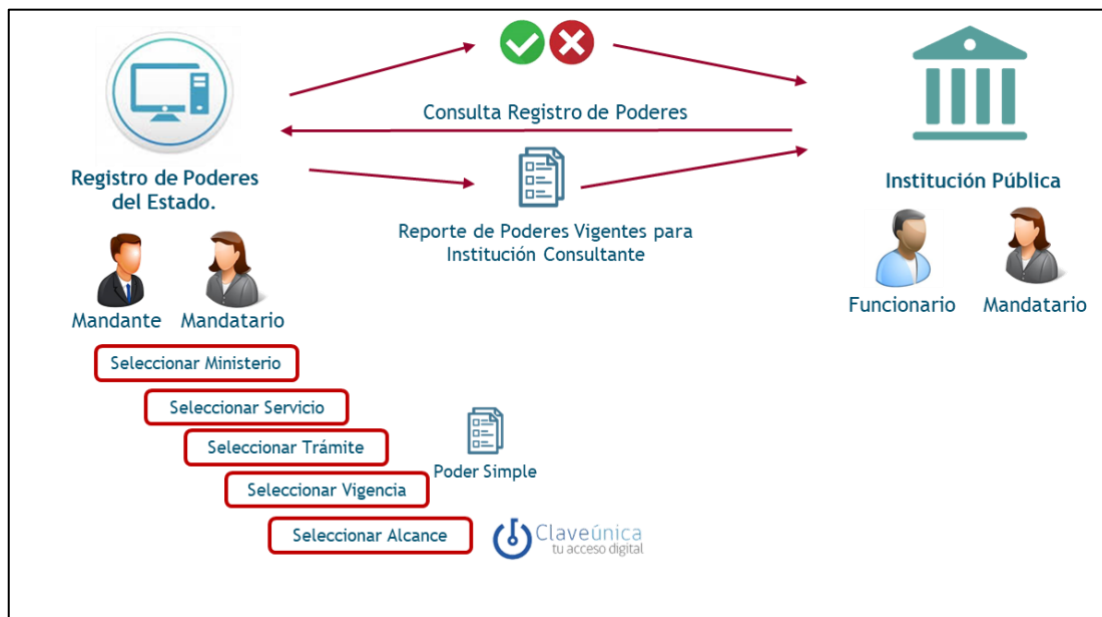 Consulta Registro de Poderes
Registro de Poderes
del Estado.
Institución Pública
Reporte de Poderes Vigentes para
Institución Consultante
Mandante
Mandatario
Funcionario
Mandatario
Seleccionar Ministerio
Seleccionar Servicio
Seleccionar Trámite
Poder Simple
Seleccionar Vigencia
Seleccionar Alcance
Claveúnica
tu acceso digital